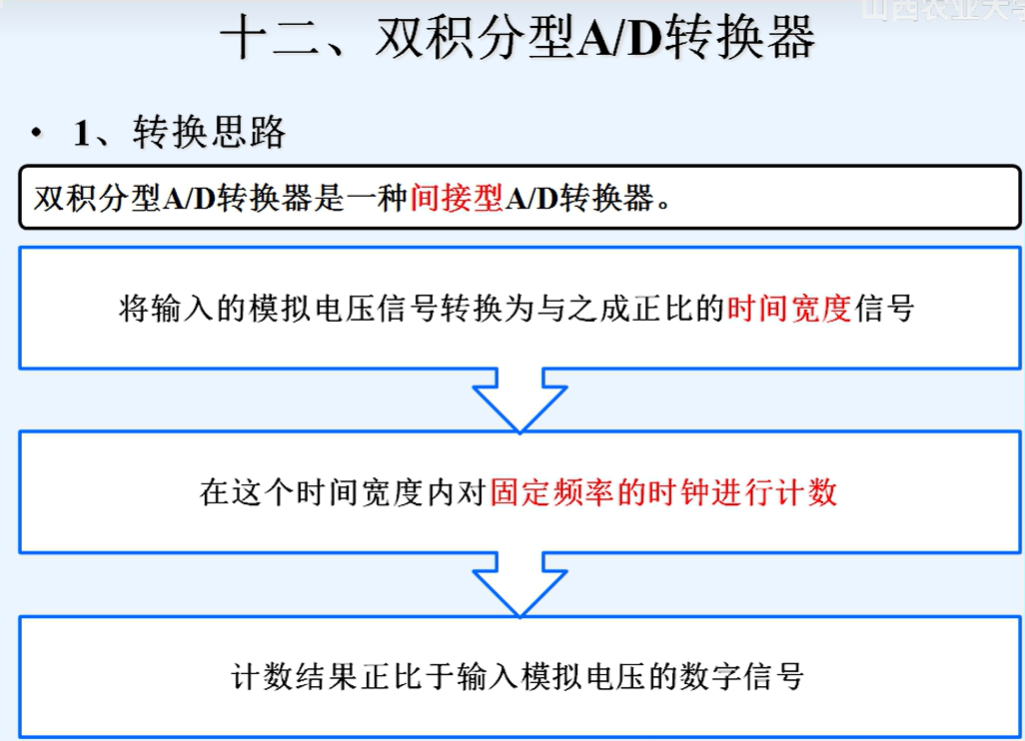 山西农业大学
十二、双积分型A/D转换器
• 1、转换思路
双积分型A/D转换器是一种间接型A/D转换器。
将输入的模拟电压信号转换为与之成正比的时间宽度信号
在这个时间宽度内对固定频率的时钟进行计数
计数结果正比于输入模拟电压的数字信号